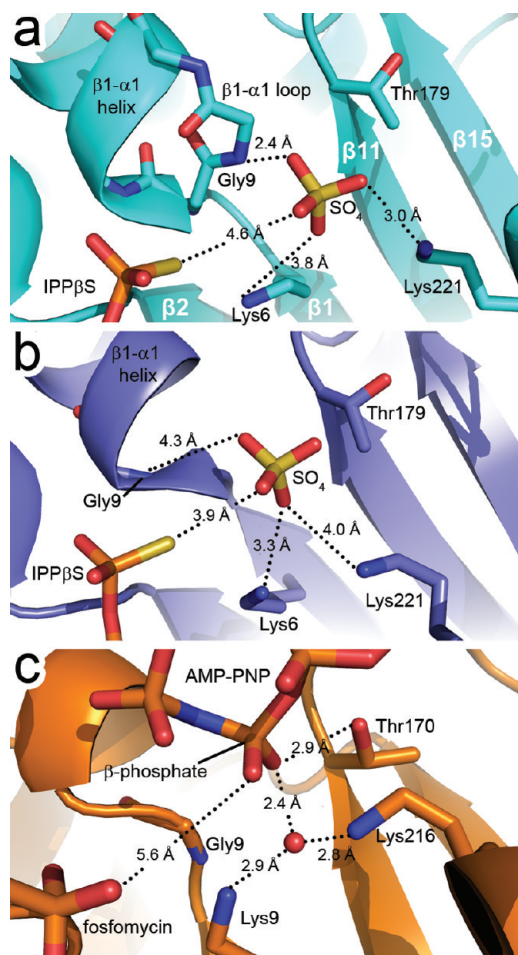 a
β1-α1
helix
β1-α1 loop
Thr179
2.4 Å
β11
β15
Gly9
SO4
3.0 Å
4.6 Å
IPPβS
3.8 Å
β2
Lys6
β1
Lys221
b
β1-α1
helix
Thr179
4.3 Å
Gly9
SO4
3.9 Å
4.0 Å
IPPβS
3.3 Å
Lys6
Lys221
c
AMP-PNP
Thr170
2.9 Å
β-phosphate
2.4 Å
Gly9
Lys216
5.6 Å
2.9 Å
2.8 Å
fosfomycin
Lys9